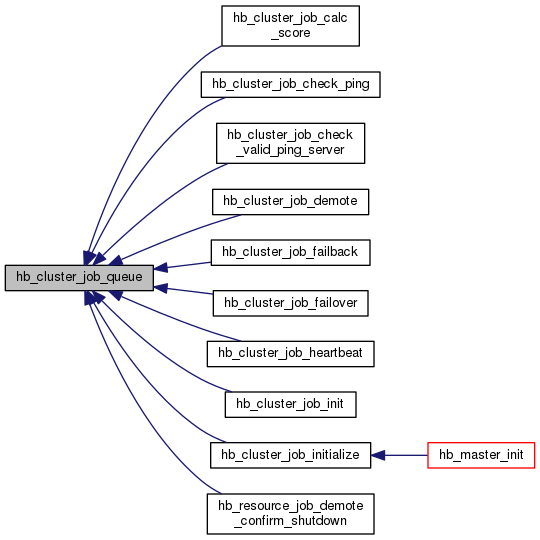 hb_cluster_job_calc
_score
hb_cluster_job_check_ping
hb_cluster_job_check
_valid_ping_server
hb_cluster_job_demote
hb_cluster_job_failback
hb_cluster_job_queue
hb_cluster_job_failover
hb_cluster_job_heartbeat
hb_cluster_job_init
hb_cluster_job_initialize
hb_master_init
hb_resource_job_demote
_confirm_shutdown